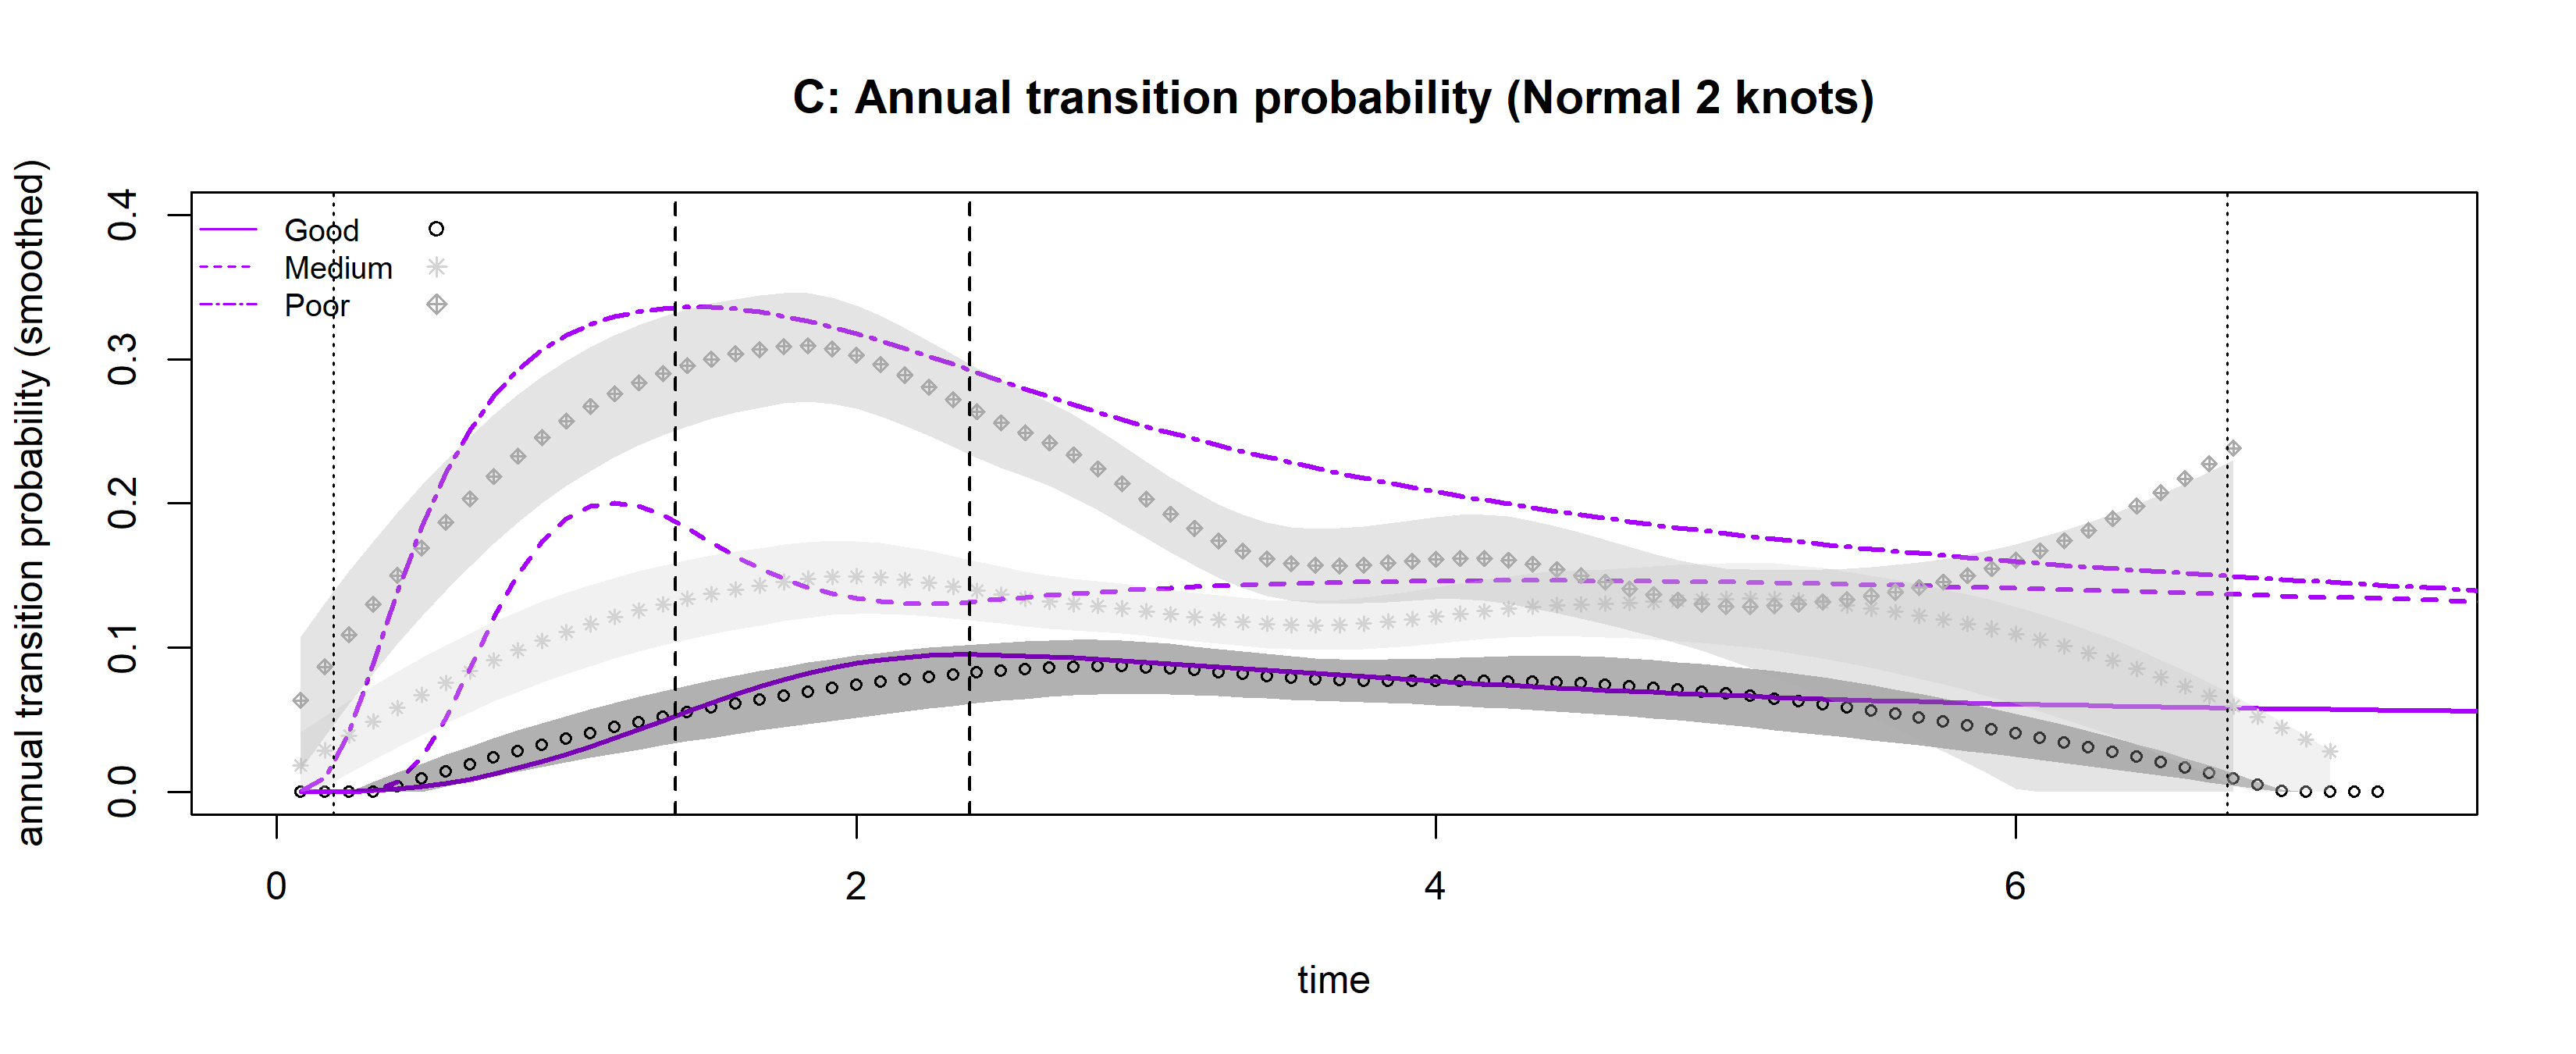 C: Annual transition probability (Normal 2 knots)
annual transition probability (smoothed)
0.4
0.3
0.2
0.1
0.0
Good
Medium
Poor
0 2 4 6
time